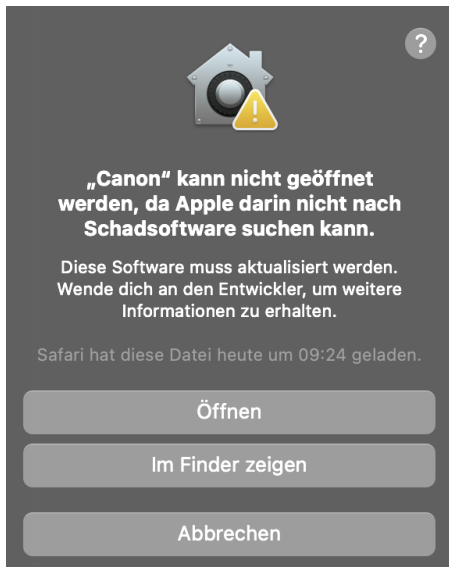 ?
„Canon“ kann nicht geöffnet
werden, da Apple darin nicht nach
Schadsoftware suchen kann.
Diese Software muss aktualisiert werden.
Wende dich an den Entwickler, um weitere
Informationen zu erhalten.
Safari hat diese Datei heute um 09:24 geladen.
Öffnen
Im Finder zeigen
Abbrechen